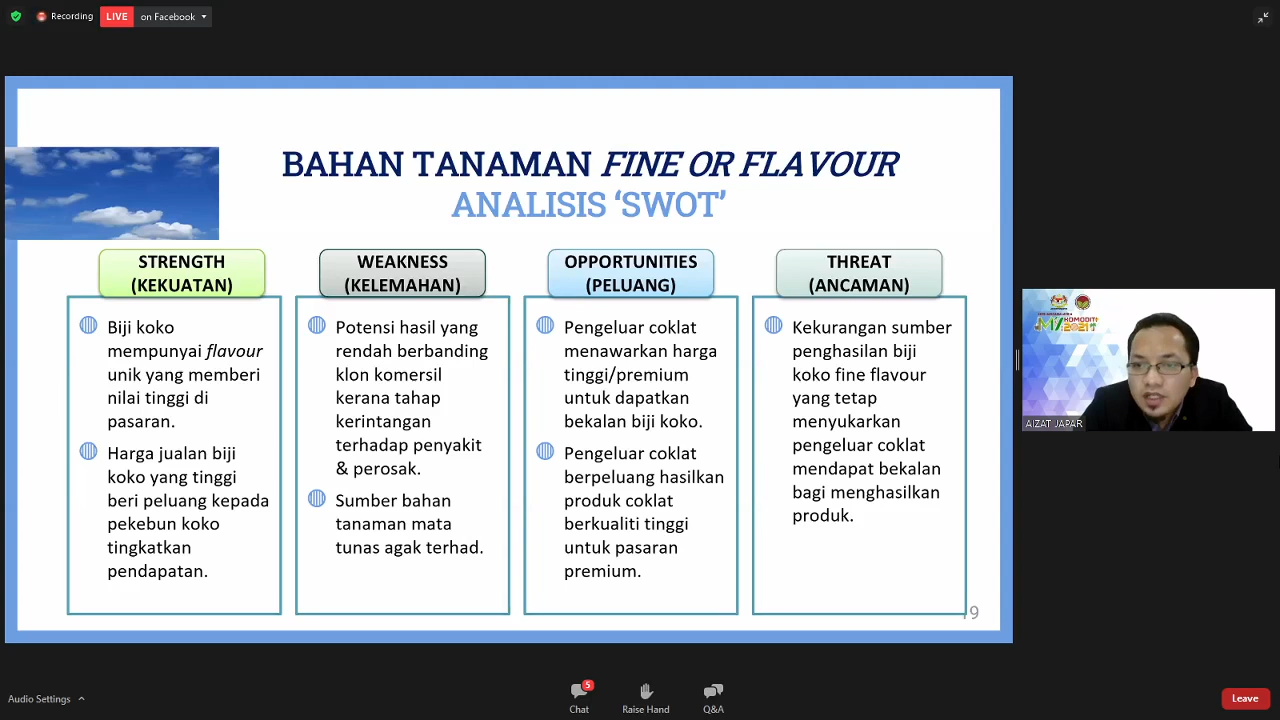 Recording
LIVE
on Facebook
BAHAN TANAMAN FINE OR FLAVOUR
ANALISIS ‘SWOT’
STRENGTH
(KEKUATAN)
Biji koko
mempunyai flavour
unik yang memberi
nilai tinggi di
pasaran.
Harga jualan biji
koko yang tinggi
beri peluang kepada
pekebun koko
tingkatkan
pendapatan.
WEAKNESS
(KELEMAHAN)
Potensi hasil yang
rendah berbanding
klon komersil
kerana tahap
kerintangan
terhadap penyakit
& perosak.
Sumber bahan
tanaman mata
tunas agak terhad.
OPPORTUNITIES
(PELUANG)
Pengeluar coklat
menawarkan harga
tinggi/premium
untuk dapatkan
bekalan biji koko.
Pengeluar coklat
berpeluang hasilkan
produk coklat
berkualiti tinggi
untuk pasaran
premium.
THREAT
(ANCAMAN)
Kekurangan sumber
penghasilan biji
koko fine flavour
yang tetap
menyukarkan
pengeluar coklat
mendapat bekalan
bagi menghasilkan
produk.
19
MY KOMODITI
2021
AIZAT JAPAR
Audio Settings
5
Chat
Raise Hand
Q&A
Leave